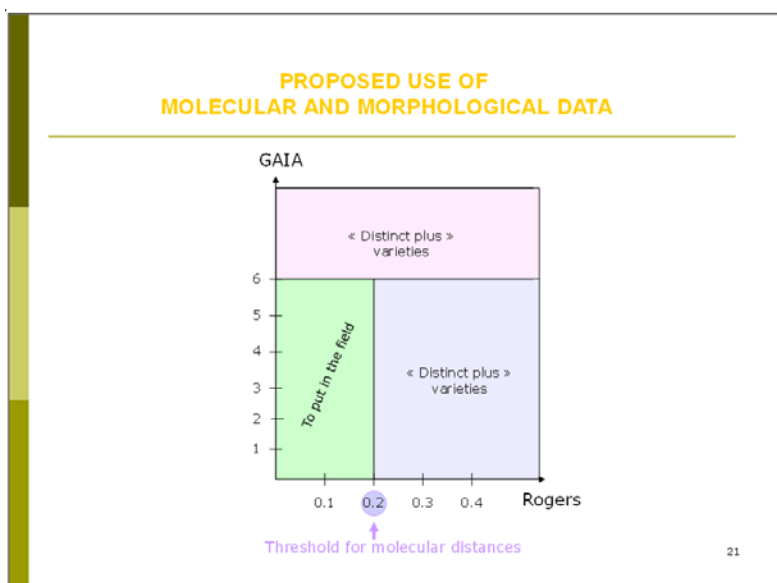 PROPOSED USE OF
MOLECULAR AND MORPHOLOGICAL DATA
GAIA
« Distinct plus »
varieties
6
5
4
3
2
1
To put in the field
« Distinct plus »
varieties
0.1
0.2
0.3
0.4
Rogers
Threshold for molecular distances
21